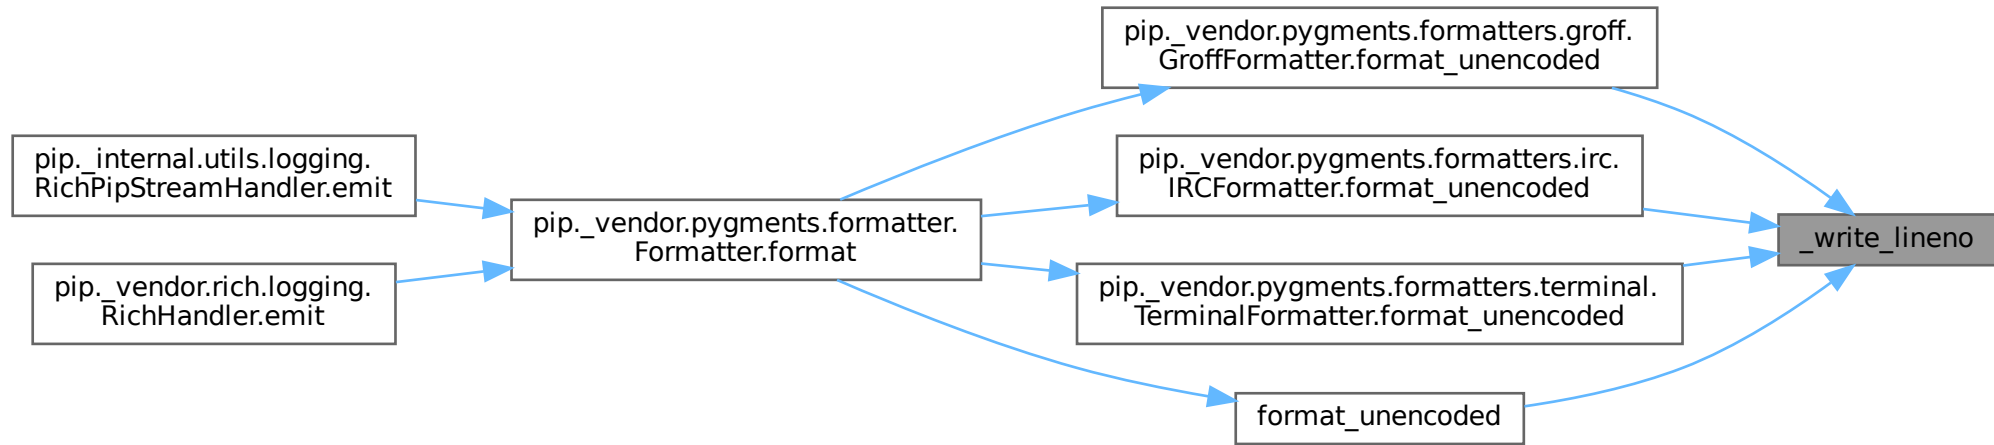 pip._internal.utils.logging.
RichPipStreamHandler.emit
pip._vendor.rich.logging.
RichHandler.emit
pip._vendor.pygments.formatter.
Formatter.format
pip._vendor.pygments.formatters.groff.
GroffFormatter.format_unencoded
pip._vendor.pygments.formatters.irc.
IRCFormatter.format_unencoded
pip._vendor.pygments.formatters.terminal.
TerminalFormatter.format_unencoded
format_unencoded
_write_lineno